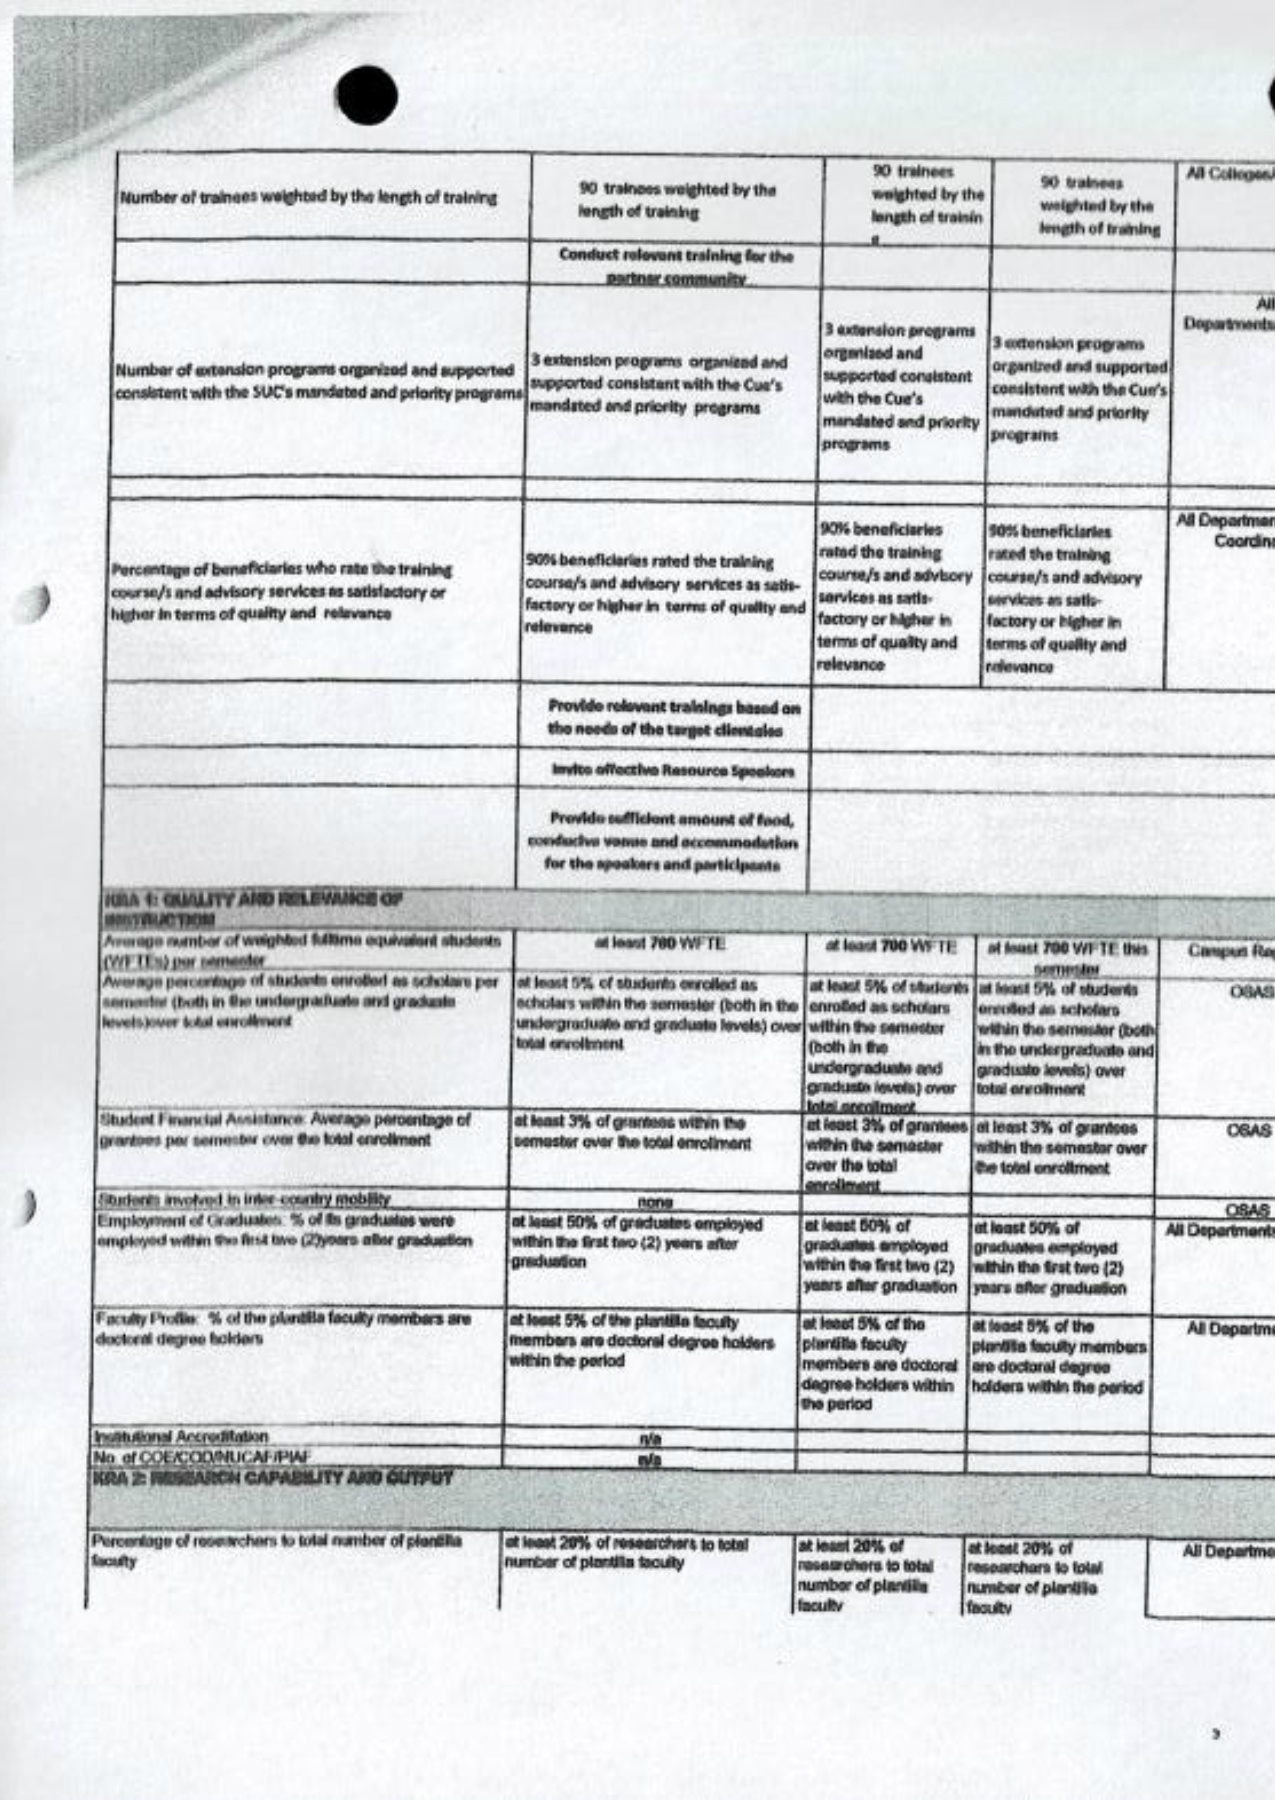 Number of trainees weighted by the length of training
90 trainees weighted by the
length of training
90 trainees
weighted by the
length of trainin
g
90 trainees
weighted by the
length of training
All Colleges/
Conduct relevant training for the
partner community
Number of extension programs organized and supported
consistent with the SUC's mandated and priority programs
3 extension programs organized and
supported consistent with the Cue's
mandated and priority programs
3 extension programs
organized and
supported consistent
with the Cue's
mandated and priority
programs
3 extension programs
organized and supported
consistent with the Cue's
mandated and priority
programs
All
Departments
Percentage of beneficiaries who rate the training
course/s and advisory services as satisfactory or
higher in terms of quality and relevance
90% beneficiaries rated the training
course/s and advisory services as satis-
factory or higher in terms of quality and
relevance
90% beneficiaries
rated the training
course/s and advisory
services as satis-
factory or higher in
terms of quality and
relevance
90% beneficiaries
rated the training
course/s and advisory
services as satis-
factory or higher in
terms of quality and
relevance
All Departmen
Coordina
Provide relevant trainings based on
the needs of the target clienteles
Invite effective Resource Speakers
Provide sufficient amount of food,
conducive venue and accommodation
for the speakers and participants
KRA 1: QUALITY AND RELEVANCE OF
INSTRUCTION
Average number of weighted fulltime equivalent students
(WFTEs) per semester
at least 700 WFTE
at least 700 WFTE
at least 700 WFTE this
semester
Campus Reg
Average percentage of students enrolled as scholars per
semester (both in the undergraduate and graduate
levels)over total enrollment
at least 5% of students enrolled as
scholars within the semester (both in the
undergraduate and graduate levels) over
total enrollment
at least 5% of students
enrolled as scholars
within the semester
(both in the
undergraduate and
graduate levels) over
total enrollment
at least 5% of students
enrolled as scholars
within the semester (both
in the undergraduate and
graduate levels) over
total enrollment
OSAS
Student Financial Assistance: Average percentage of
grantees per semester over the total enrollment
at least 3% of grantees within the
semester over the total enrollment
at least 3% of grantees
within the semester
over the total
enrollment
at least 3% of grantees
within the semester over
the total enrollment
OSAS
Students involved in inter-country mobility
none
OSAS
Employment of Graduates: % of its graduates were
employed within the first two (2)years after graduation
at least 50% of graduates employed
within the first two (2) years after
graduation
at least 50% of
graduates employed
within the first two (2)
years after graduation
at least 50% of
graduates employed
within the first two (2)
years after graduation
All Departments
Faculty Profile: % of the plantilla faculty members are
doctoral degree holders
at least 5% of the plantilla faculty
members are doctoral degree holders
within the period
at least 5% of the
plantilla faculty
members are doctoral
degree holders within
the period
at least 5% of the
plantilla faculty members
are doctoral degree
holders within the period
All Departme
Institutional Accreditation
n/a
No. of COE/COD/NUCAF/PIAF
n/a
KRA 2: RESEARCH CAPABILITY AND OUTPUT
Percentage of researchers to total number of plantilla
faculty
at least 20% of researchers to total
number of plantilla faculty
at least 20% of
researchers to total
number of plantilla
faculty
at least 20% of
researchers to total
number of plantilla
faculty
All Departme
3